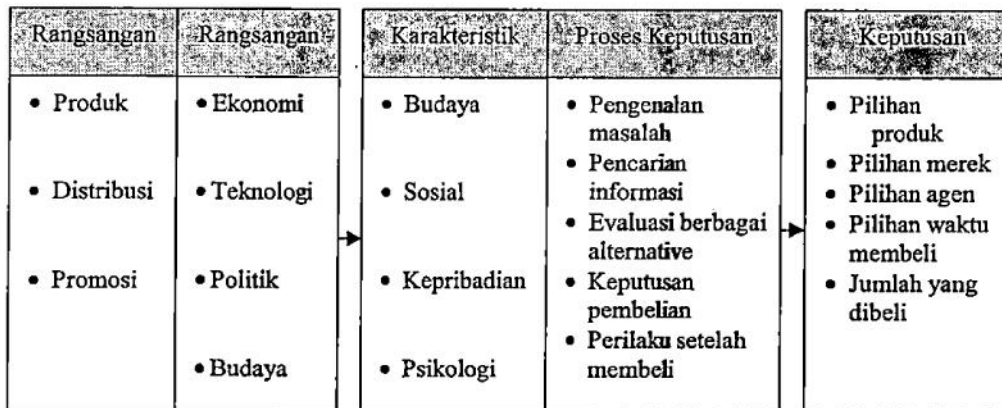 Rangsangan
Rangsangan
Karakteristik
Proses Keputusan
Keputusan
• Produk
• Distribusi
• Promosi
• Ekonomi
• Teknologi
• Politik
• Budaya
• Budaya
• Sosial
• Kepribadian
• Psikologi
• Pengenalan
masalah
• Pencarian
informasi
• Evaluasi berbagai
alternative
• Keputusan
pembelian
• Perilaku setelah
membeli
• Pilihan
produk
• Pilihan merek
• Pilihan agen
• Pilihan waktu
membeli
• Jumlah yang
dibeli